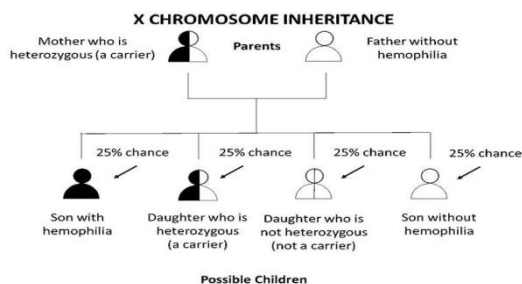 X CHROMOSOME INHERITANCE
Mother who is
heterozygous (a carrier)
Parents
Father without
hemophilia
25% chance
25% chance
25% chance
25% chance
Son with
hemophilia
Daughter who is
heterozygous
(a carrier)
Daughter who is
not heterozygous
(not a carrier)
Son without
hemophilia
Possible Children